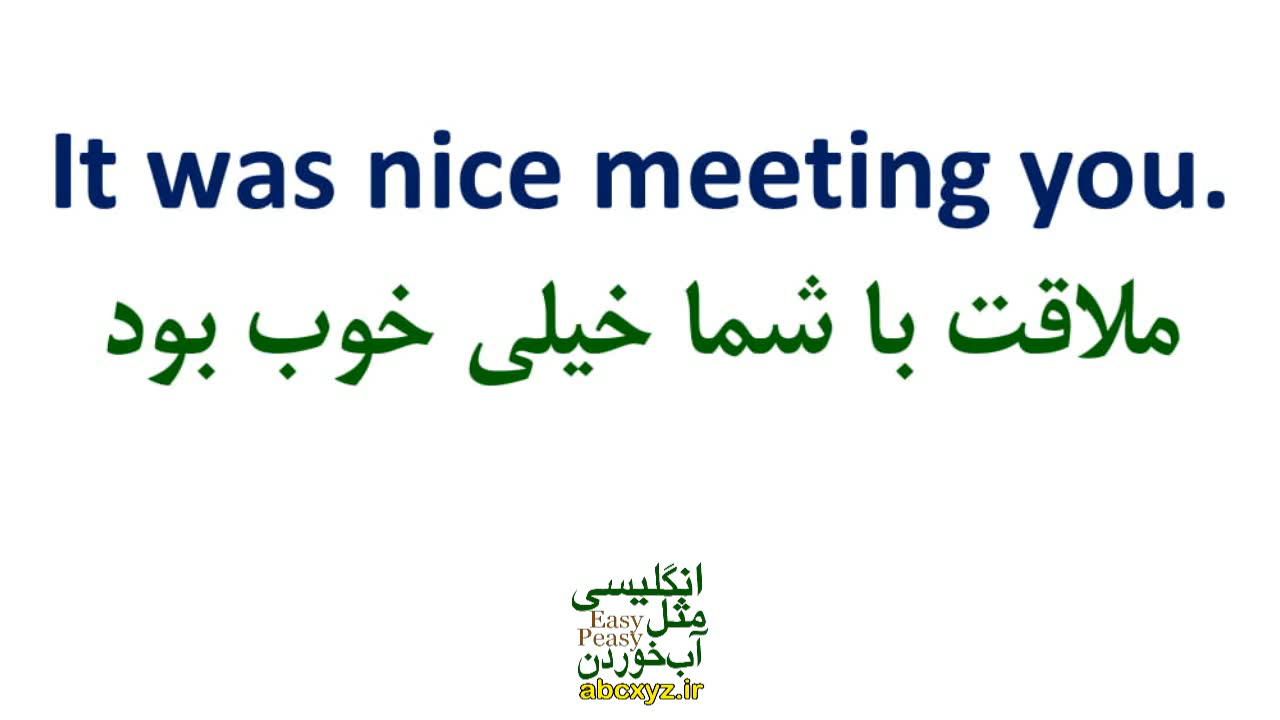 It was nice meeting you.
ملاقت با شما خیلی خوب بود
انگلیسی
مثل
Easy
Peasy
آب‌خوردن
abcxyz.ir